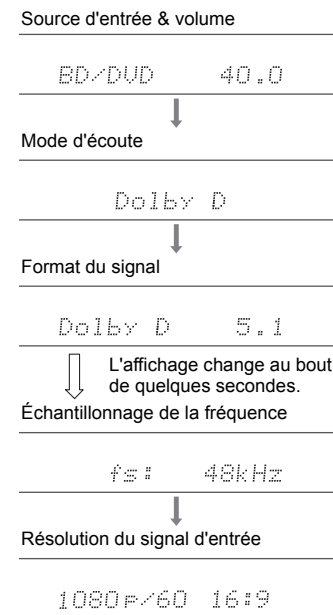 Source d'entrée & volume
BD/DVD 40.0
Mode d'écoute
Dolby D
Format du signal
Dolby D 5.1
L'affichage change au bout
de quelques secondes.
Échantillonnage de la fréquence
fs: 48kHz
Résolution du signal d'entrée
1080p/60 16:9